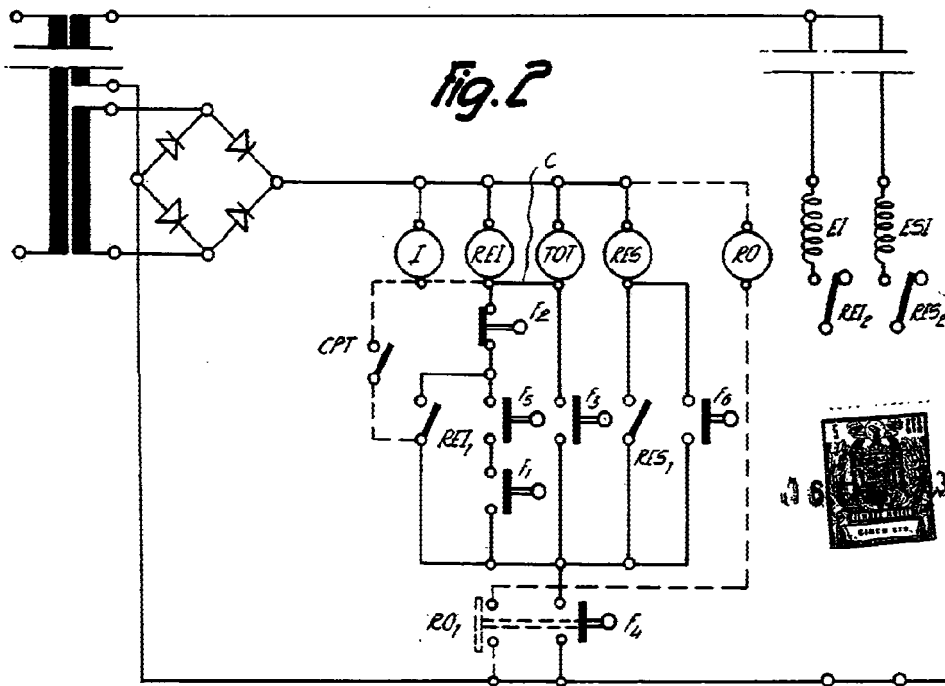 Fig. 2
C
I
REI
TOT
RES
RO
EI
ESI
REI₂
RES₂
F₂
CPT
F₅
F₃
F₆
REI₁
RES₁
F₁
RO₁
F₄